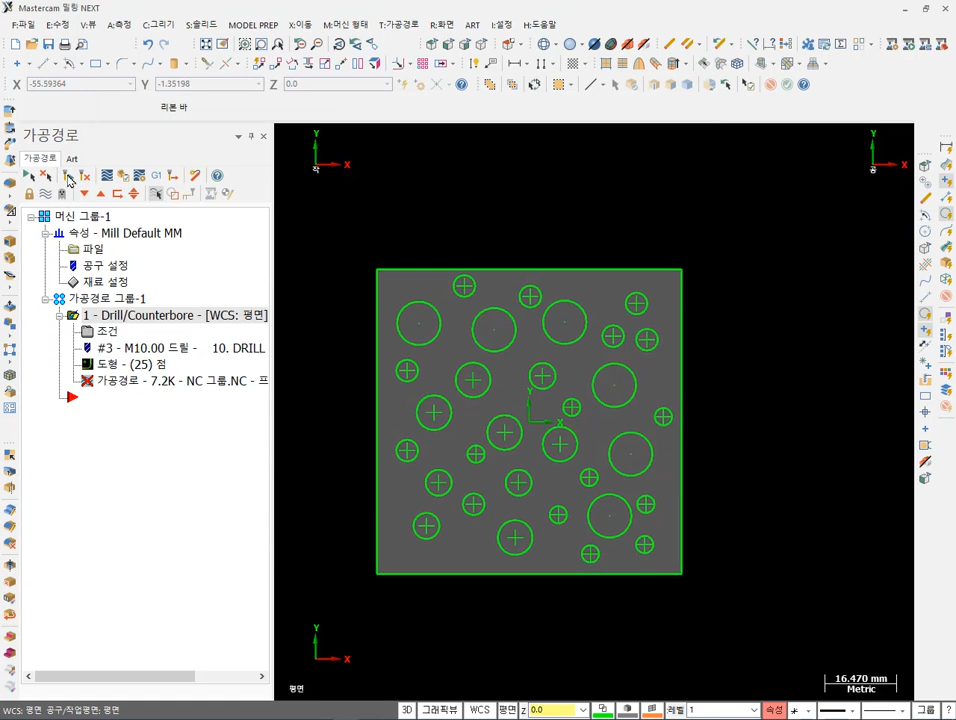 Mastercam 밀링 NEXT
F:파일 E:수정 V:뷰 A:측정 C:그리기 S:솔리드 MODEL PREP X:이동 M:머신 형태 T:가공경로 R:화면 ART I:설정 H:도움말
X -55.59364 Y -1.35198 Z 0.0
리본 바
가공경로
가공경로 Art
G1
머신 그룹-1
속성 - Mill Default MM
파일
공구 설정
재료 설정
가공경로 그룹-1
1 - Drill/Counterbore - [WCS: 평면]
조건
#3 - M10.00 드릴 - 10. DRILL
도형 - (25) 점
가공경로 - 7.2K - NC 그룹.NC - 프
Y
X
작
Y
X
공
Y
X
Y
X
평면
16.470 mm
Metric
WCS: 평면 공구/작업평면: 평면
3D 그래픽뷰 WCS 평면 Z 0.0 레벨 1 속성 그룹 ?